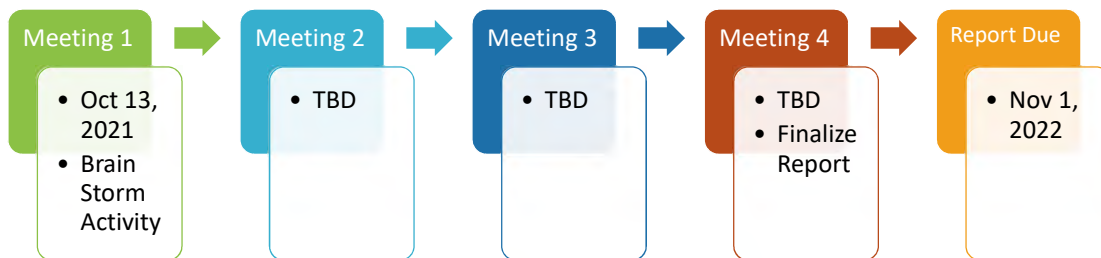 Meeting 1
• Oct 13,
2021
• Brain
Storm
Activity
Meeting 2
• TBD
Meeting 3
• TBD
Meeting 4
• TBD
• Finalize
Report
Report Due
• Nov 1,
2022